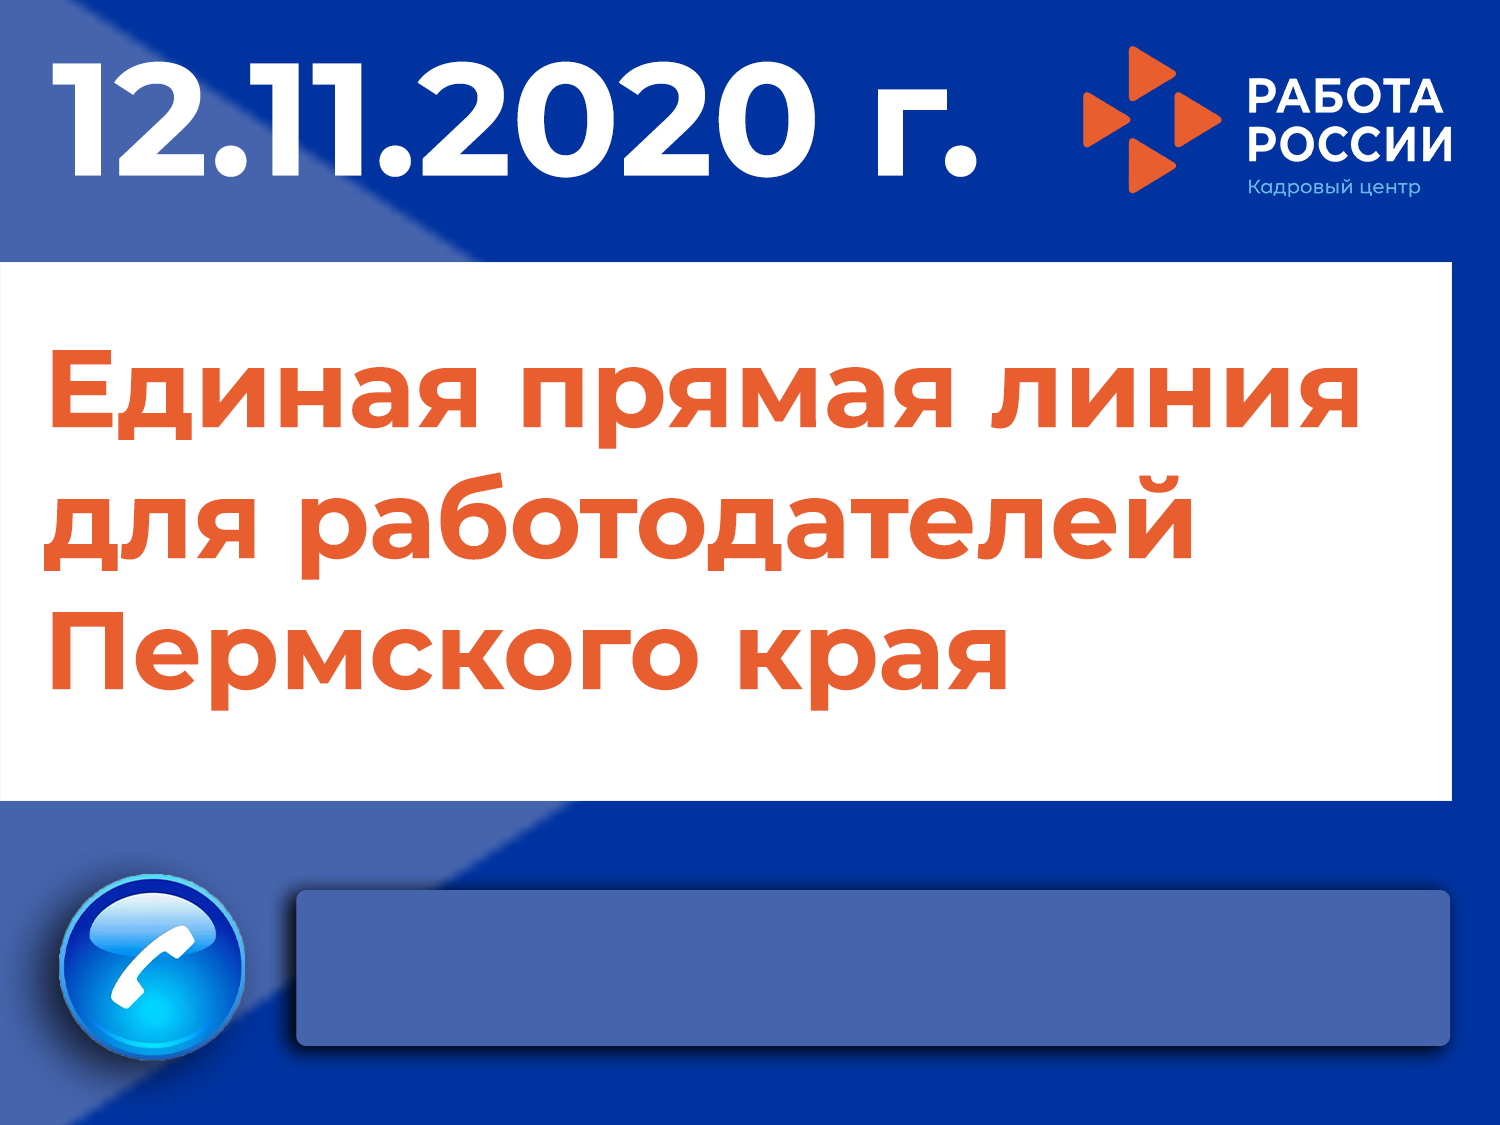 12.11.2020 г.
РАБОТА
РОССИИ
Кадровый центр
Единая прямая линия
для работодателей
Пермского края